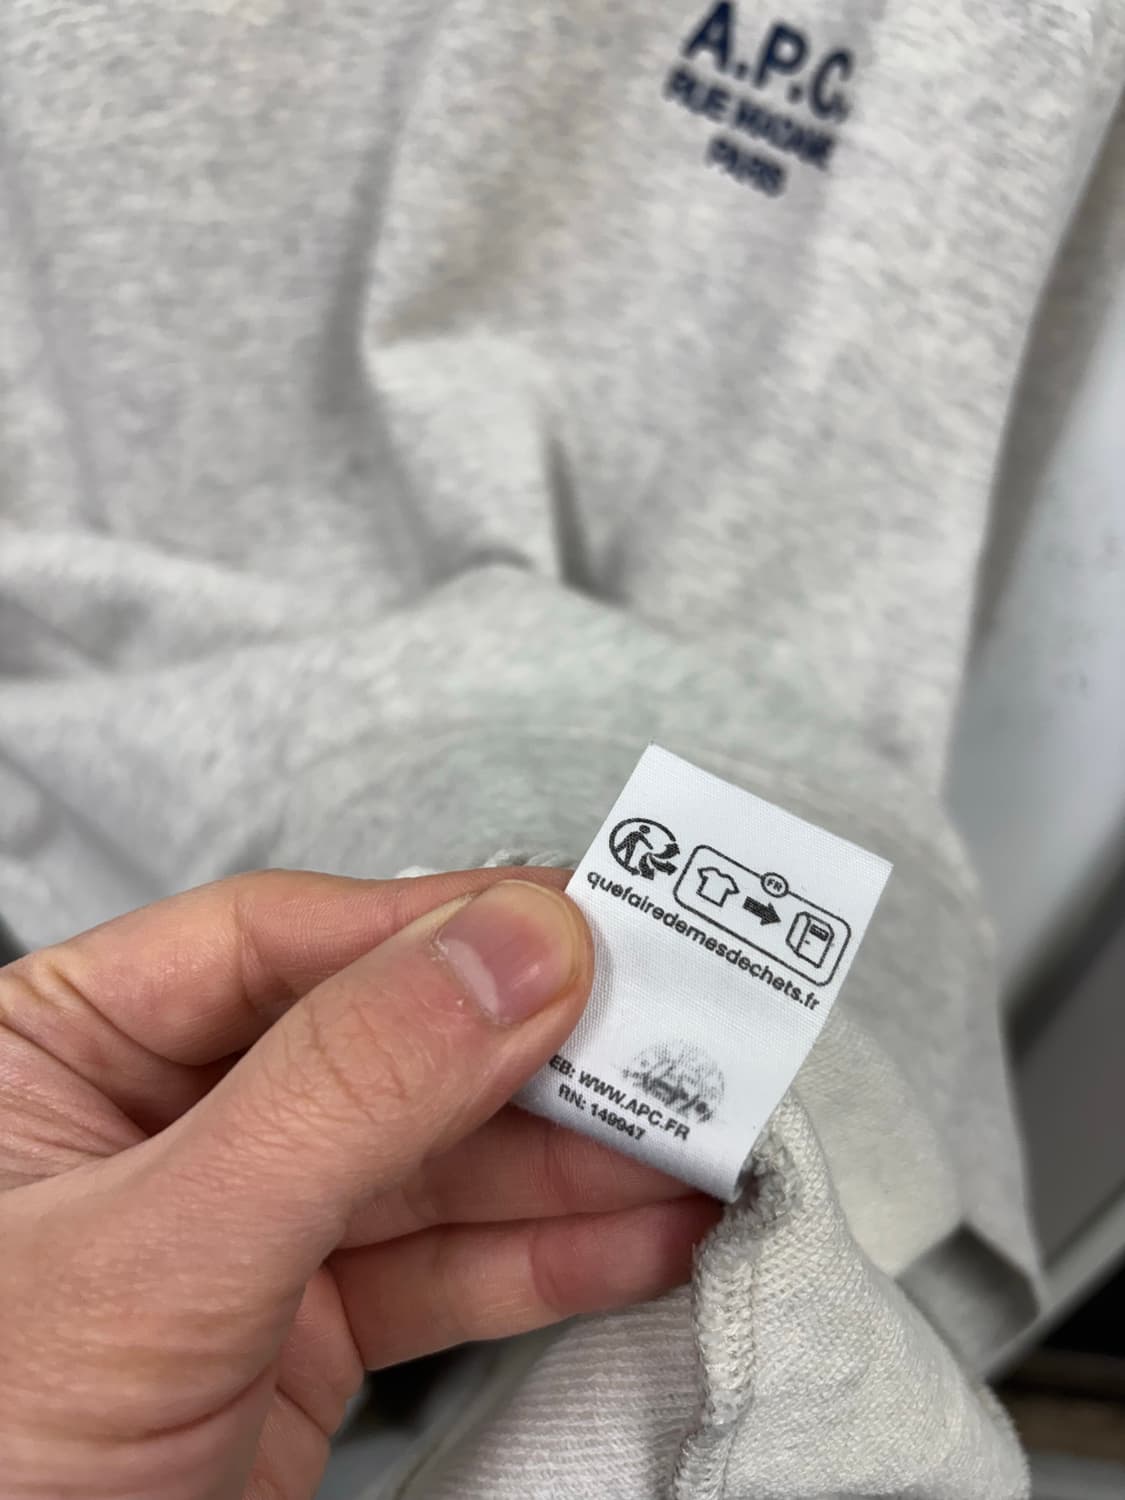 A.P.C.
RUE MADAME
PARIS
FR
quefairedemesdechets.fr
EB: WWW.APC.FR
RN: 149947